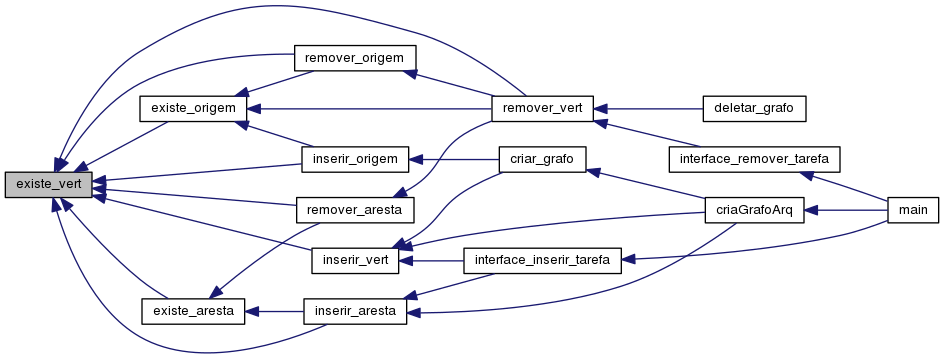 remover_origem
existe_origem
remover_vert
deletar_grafo
inserir_origem
criar_grafo
interface_remover_tarefa
existe_vert
remover_aresta
criaGrafoArq
main
inserir_vert
interface_inserir_tarefa
existe_aresta
inserir_aresta